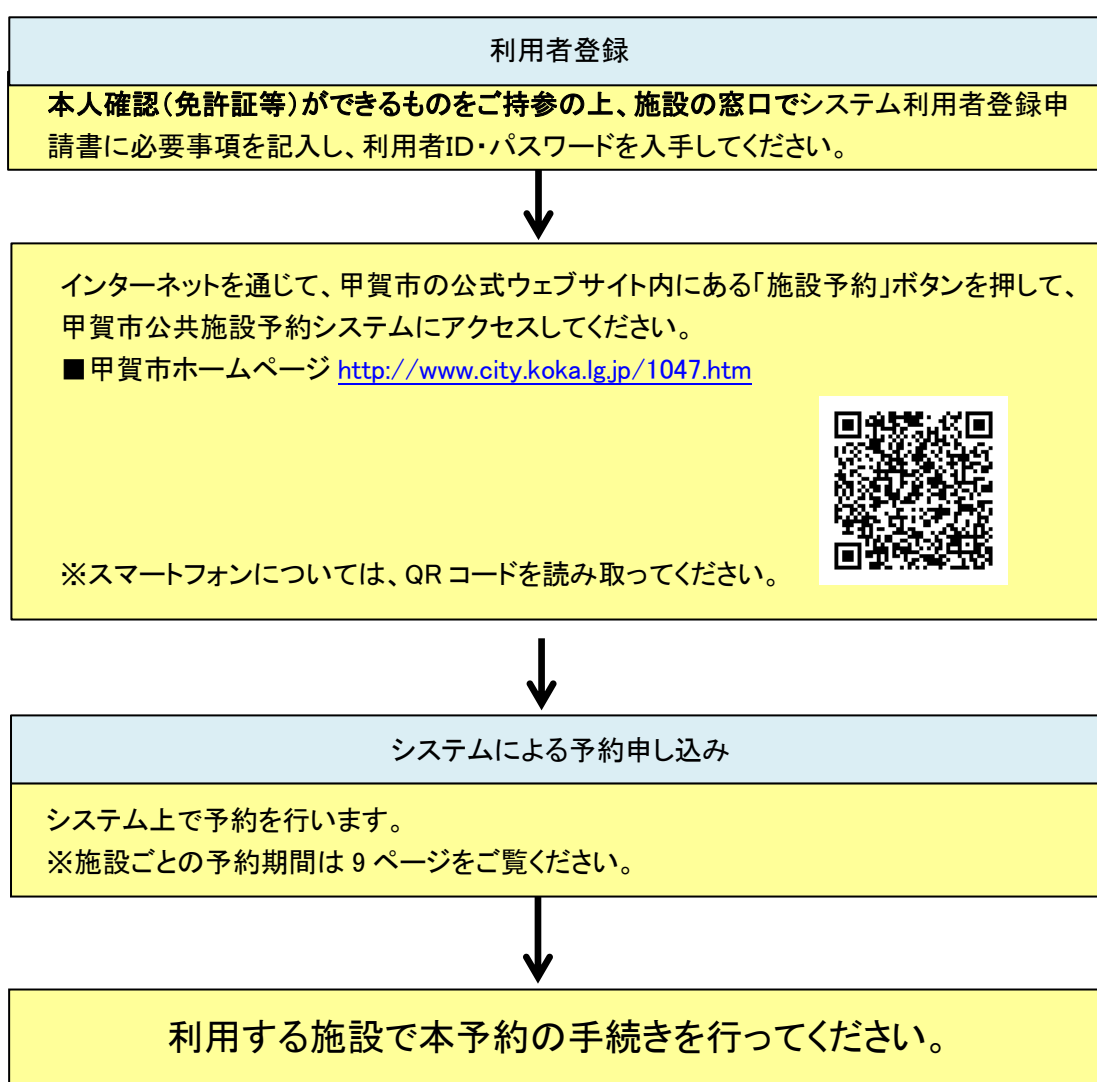 利用者登録
本人確認（免許証等）ができるものをご持参の上、施設の窓口でシステム利用者登録申
請書に必要事項を記入し、利用者ID・パスワードを入手してください。
インターネットを通じて、甲賀市の公式ウェブサイト内にある「施設予約」ボタンを押して、
甲賀市公共施設予約システムにアクセスしてください。
■甲賀市ホームページ http://www.city.koka.lg.jp/1047.htm
※スマートフォンについては、QRコードを読み取ってください。
システムによる予約申し込み
システム上で予約を行います。
※施設ごとの予約期間は 9 ページをご覧ください。
利用する施設で本予約の手続きを行ってください。